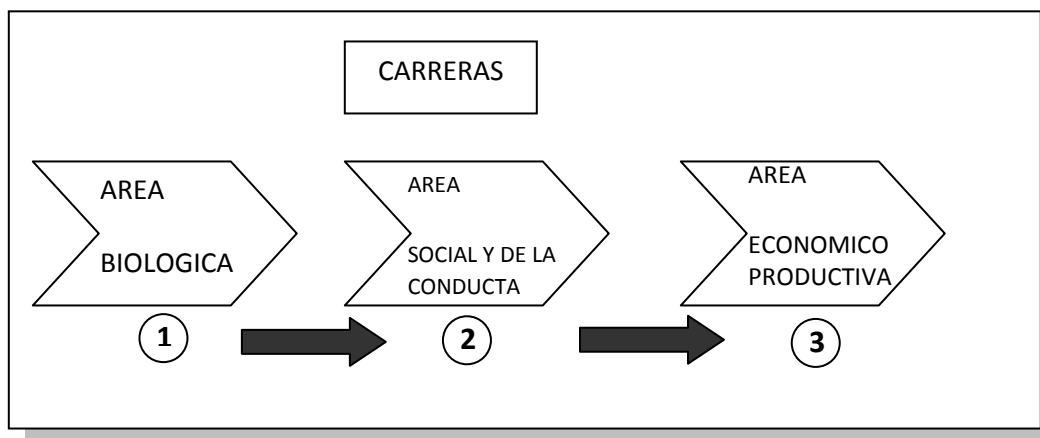 CARRERAS
AREA
BIOLOGICA
AREA
SOCIAL Y DE LA
CONDUCTA
AREA
ECONOMICO
PRODUCTIVA
1
2
3